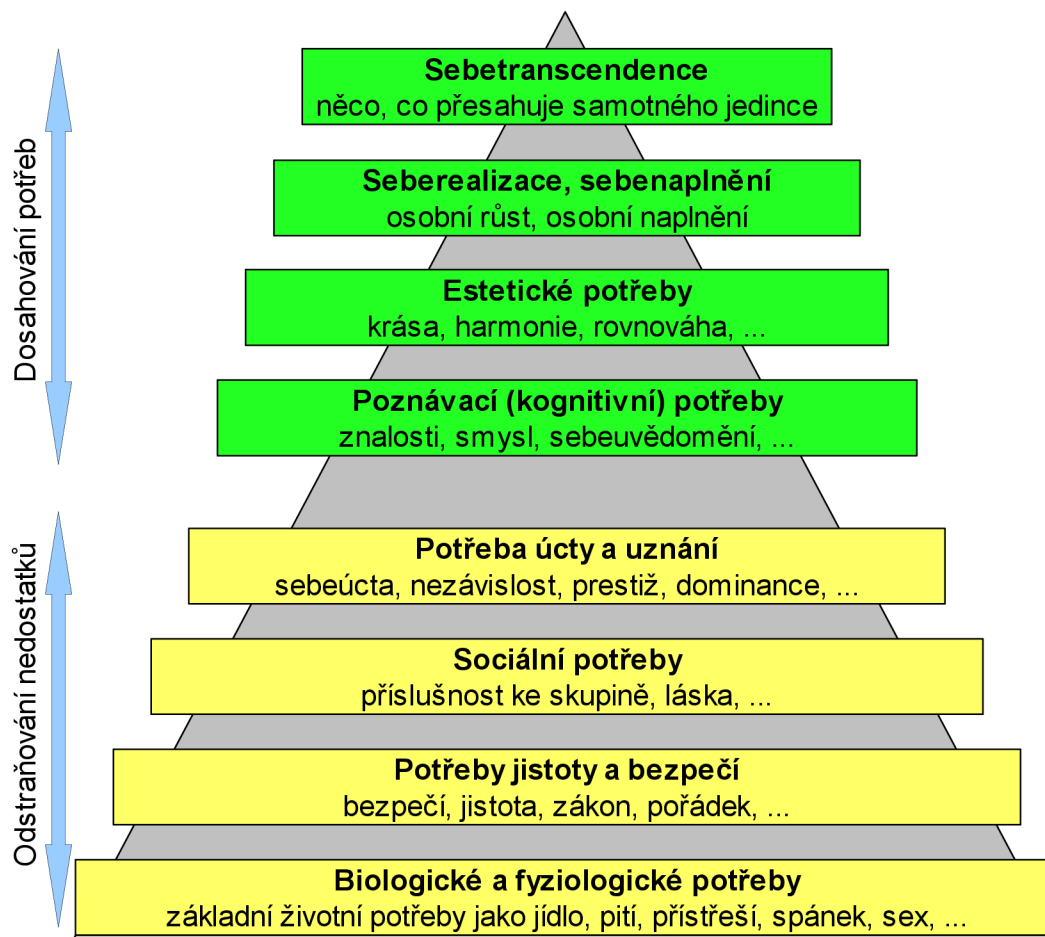 Sebetranscendence
něco, co přesahuje samotného jedince
Seberealizace, sebenaplnění
osobní růst, osobní naplnění
Estetické potřeby
krása, harmonie, rovnováha, ...
Poznávací (kognitivní) potřeby
znalosti, smysl, sebeuvědomění, ...
Dosahování potřeb
Potřeba úcty a uznání
sebeúcta, nezávislost, prestiž, dominance, ...
Sociální potřeby
příslušnost ke skupině, láska, ...
Potřeby jistoty a bezpečí
bezpečí, jistota, zákon, pořádek, ...
Biologické a fyziologické potřeby
základní životní potřeby jako jídlo, pití, přístřeší, spánek, sex, ...
Odstraňování nedostatků